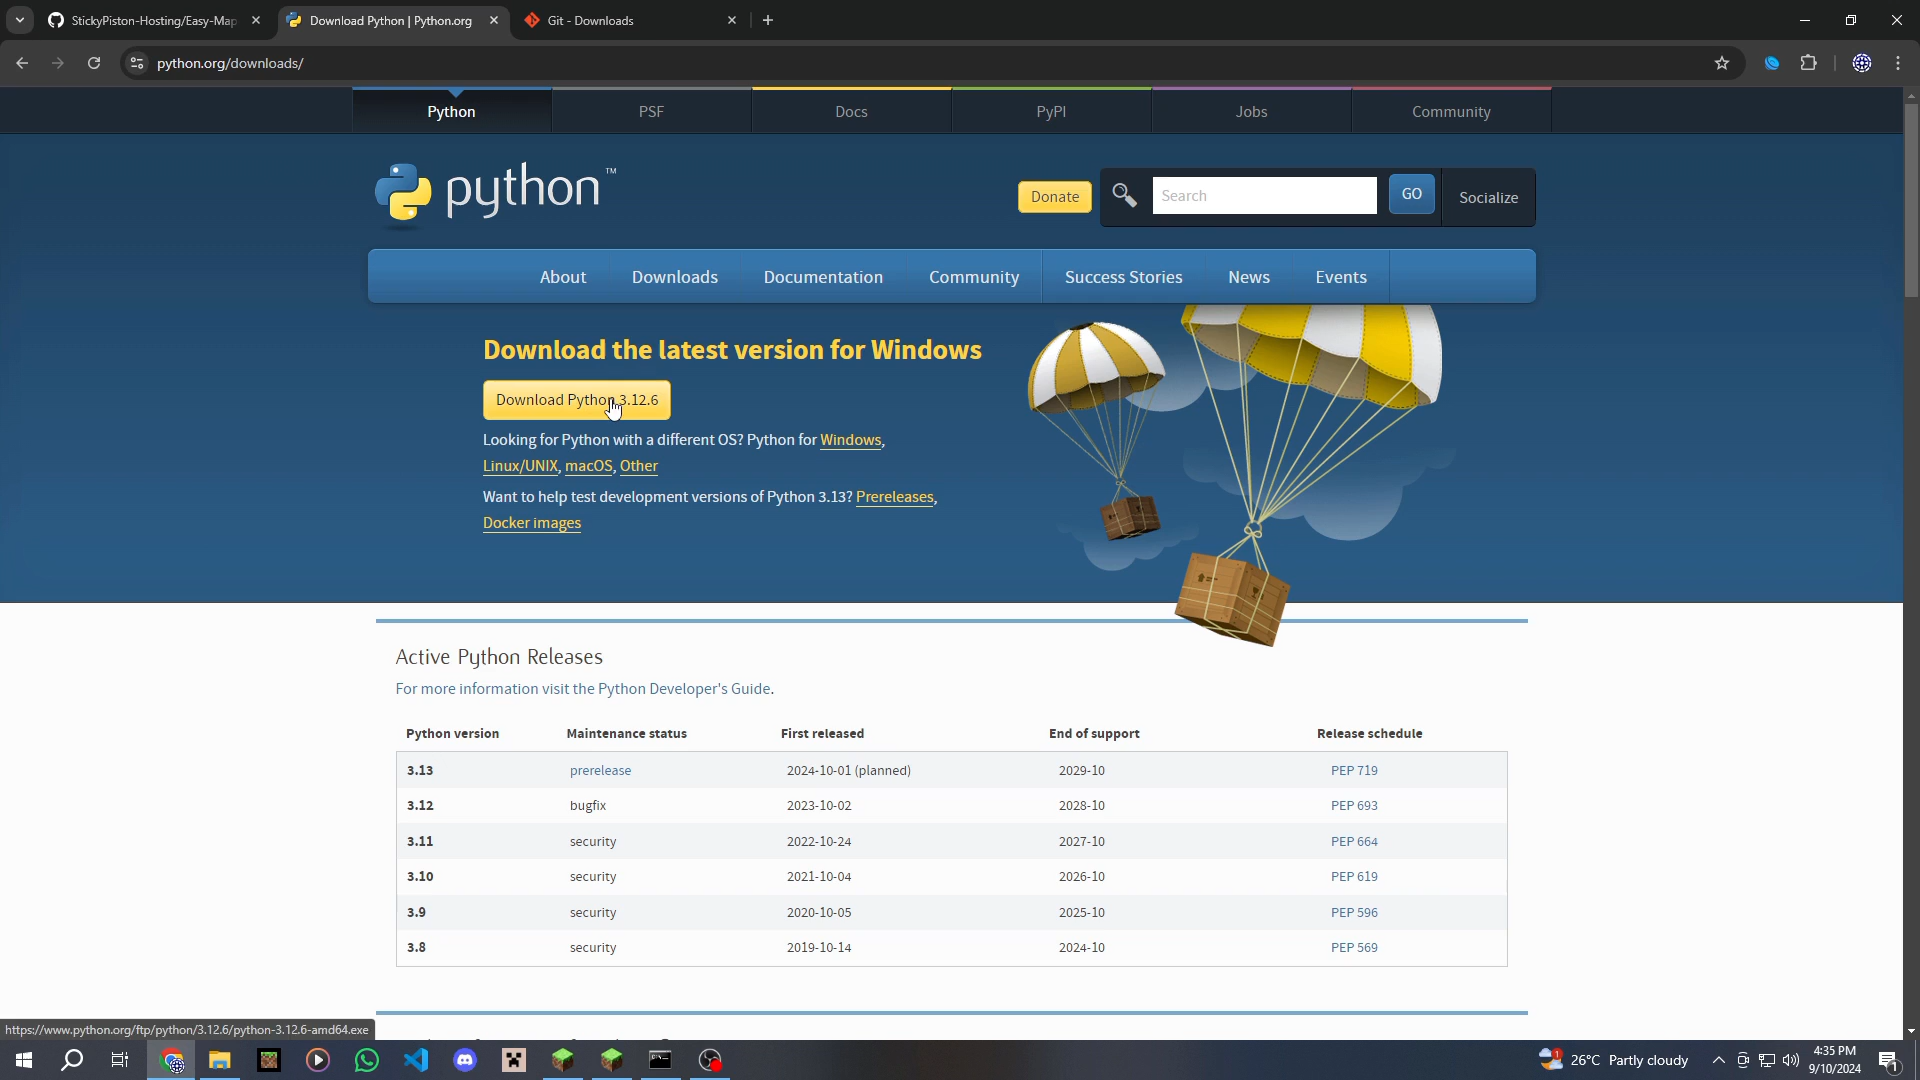 StickyPiston-Hosting/Easy-Map
Download Python | Python.org
Git - Downloads
python.org/downloads/
Python
PSF
Docs
PyPI
Jobs
Community
python™
Donate
Search
GO
Socialize
About
Downloads
Documentation
Community
Success Stories
News
Events
Download the latest version for Windows
Download Python 3.12.6
Looking for Python with a different OS? Python for Windows,
Linux/UNIX, macOS, Other
Want to help test development versions of Python 3.13? Prereleases,
Docker images
Active Python Releases
For more information visit the Python Developer's Guide.
Python version Maintenance status First released End of support Release schedule
3.13 prerelease 2024-10-01 (planned) 2029-10 PEP 719
3.12 bugfix 2023-10-02 2028-10 PEP 693
3.11 security 2022-10-24 2027-10 PEP 664
3.10 security 2021-10-04 2026-10 PEP 619
3.9 security 2020-10-05 2025-10 PEP 596
3.8 security 2019-10-14 2024-10 PEP 569
https://www.python.org/ftp/python/3.12.6/python-3.12.6-amd64.exe
1
26°C Partly cloudy
4:35 PM
9/10/2024
1